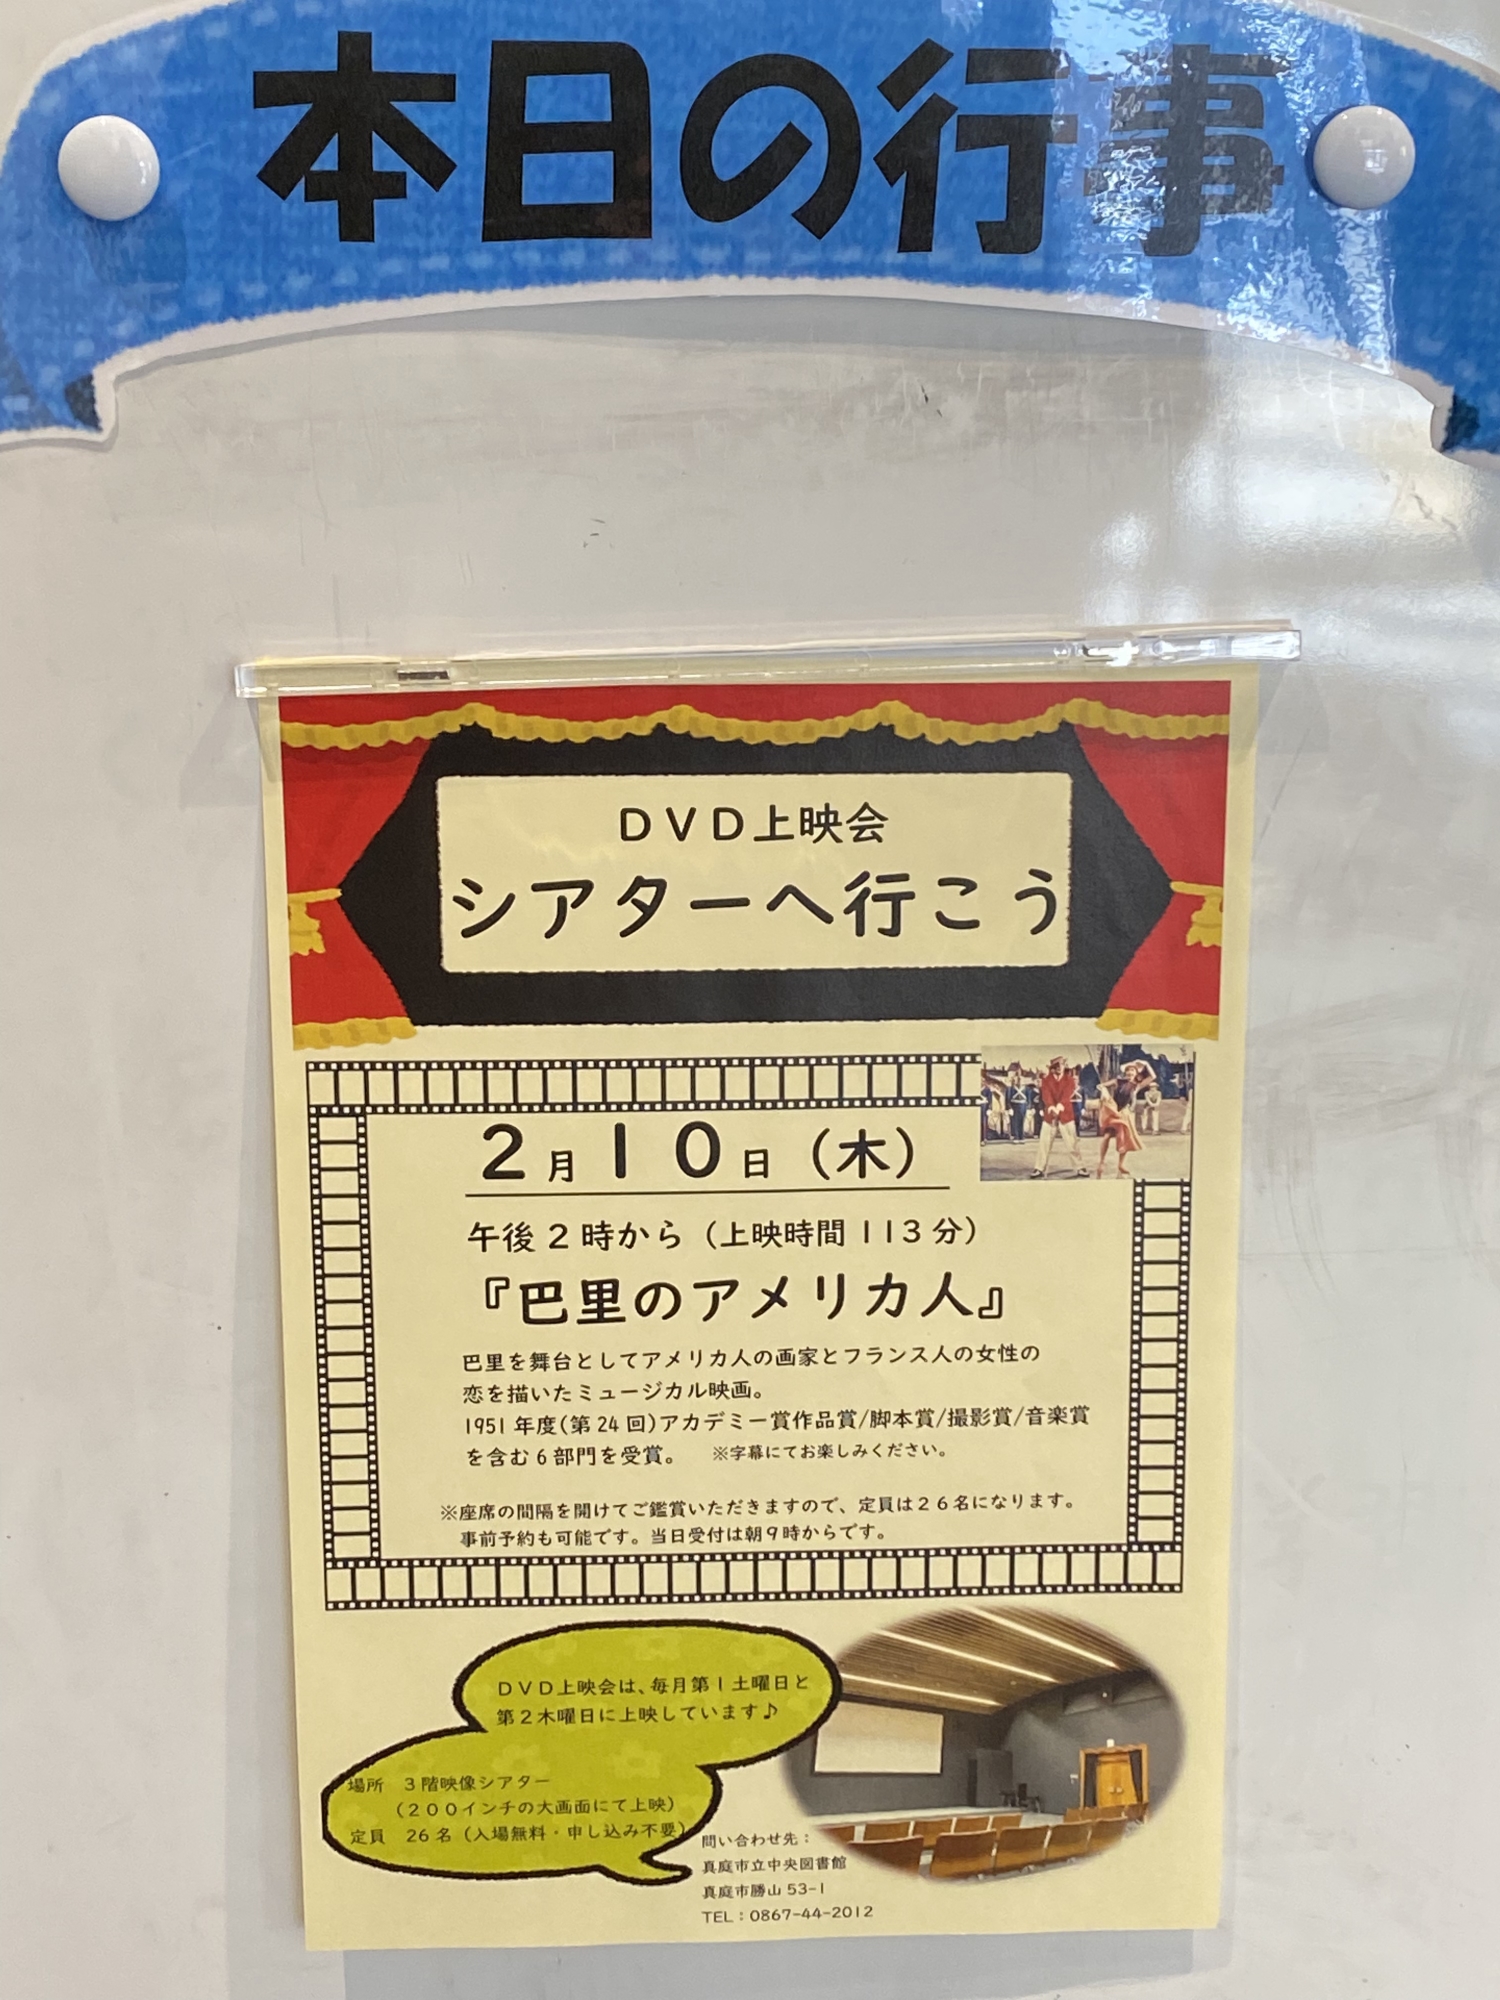 本日の行事
DVD上映会
シアターへ行こう
2月10日（木）
午後2時から（上映時間113分）
『巴里のアメリカ人』
巴里を舞台としてアメリカ人の画家とフランス人の女性の
恋を描いたミュージカル映画。
1951年度(第24回)アカデミー賞作品賞/脚本賞/撮影賞/音楽賞
を含む6部門を受賞。 ※字幕にてお楽しみください。
※座席の間隔を開けてご鑑賞いただきますので、定員は26名になります。
事前予約も可能です。当日受付は朝9時からです。
DVD上映会は、毎月第1土曜日と
第2木曜日に上映しています♪
場所 3階映像シアター
（200インチの大画面にて上映）
定員 26名（入場無料・申し込み不要）
問い合わせ先：
真庭市立中央図書館
真庭市勝山53-1
TEL：0867-44-2012